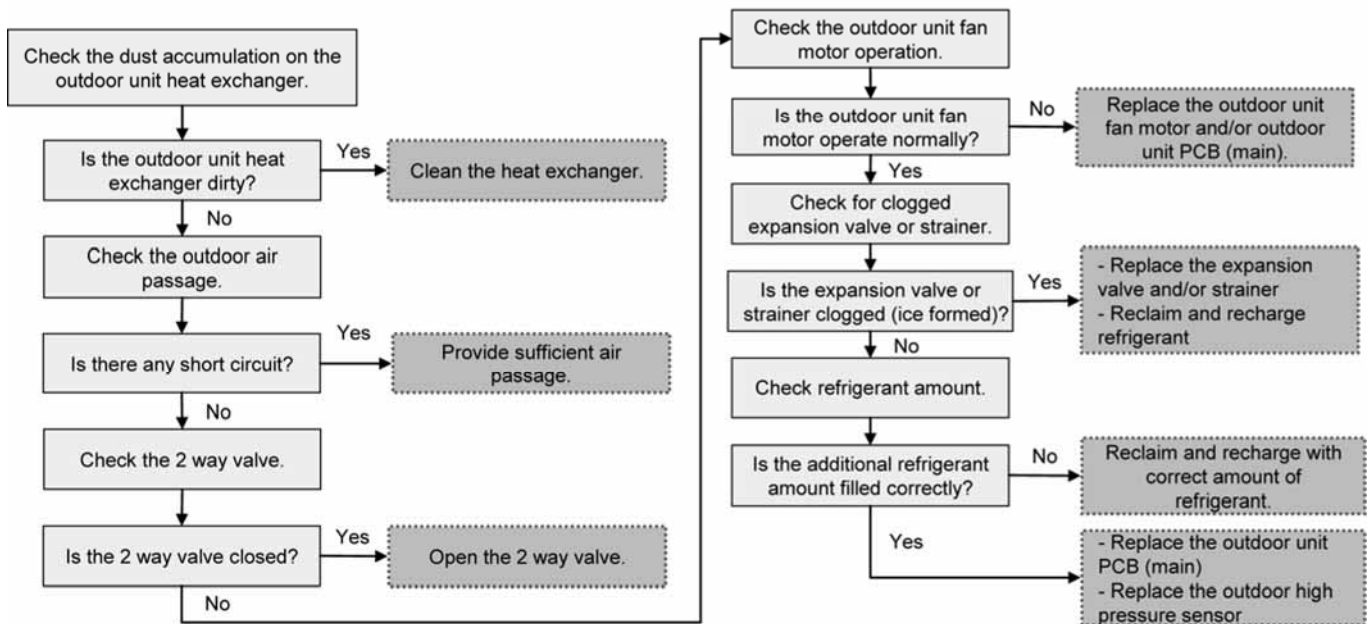 Check the dust accumulation on the
outdoor unit heat exchanger.
Is the outdoor unit heat
exchanger dirty?
Yes
Clean the heat exchanger.
No
Check the outdoor air
passage.
Is there any short circuit?
Yes
Provide sufficient air
passage.
No
Check the 2 way valve.
Is the 2 way valve closed?
Yes
Open the 2 way valve.
No
Check the outdoor unit fan
motor operation.
Is the outdoor unit fan
motor operate normally?
No
Replace the outdoor unit
fan motor and/or outdoor
unit PCB (main).
Yes
Check for clogged
expansion valve or strainer.
Is the expansion valve or
strainer clogged (ice formed)?
Yes
- Replace the expansion
valve and/or strainer
- Reclaim and recharge
refrigerant
No
Check refrigerant amount.
Is the additional refrigerant
amount filled correctly?
No
Reclaim and recharge with
correct amount of
refrigerant.
Yes
- Replace the outdoor unit
PCB (main)
- Replace the outdoor high
pressure sensor